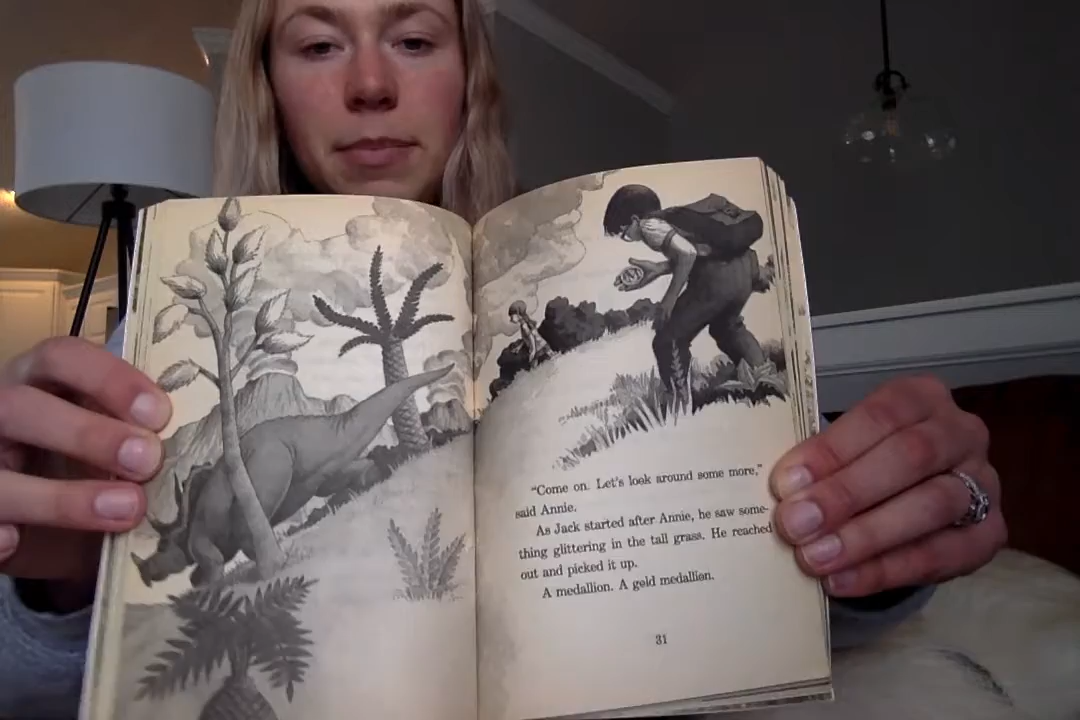 "Come on. Let's look around some more,"
said Annie.
As Jack started after Annie, he saw some-
thing glittering in the tall grass. He reached
out and picked it up.
A medallion. A gold medallion.
31